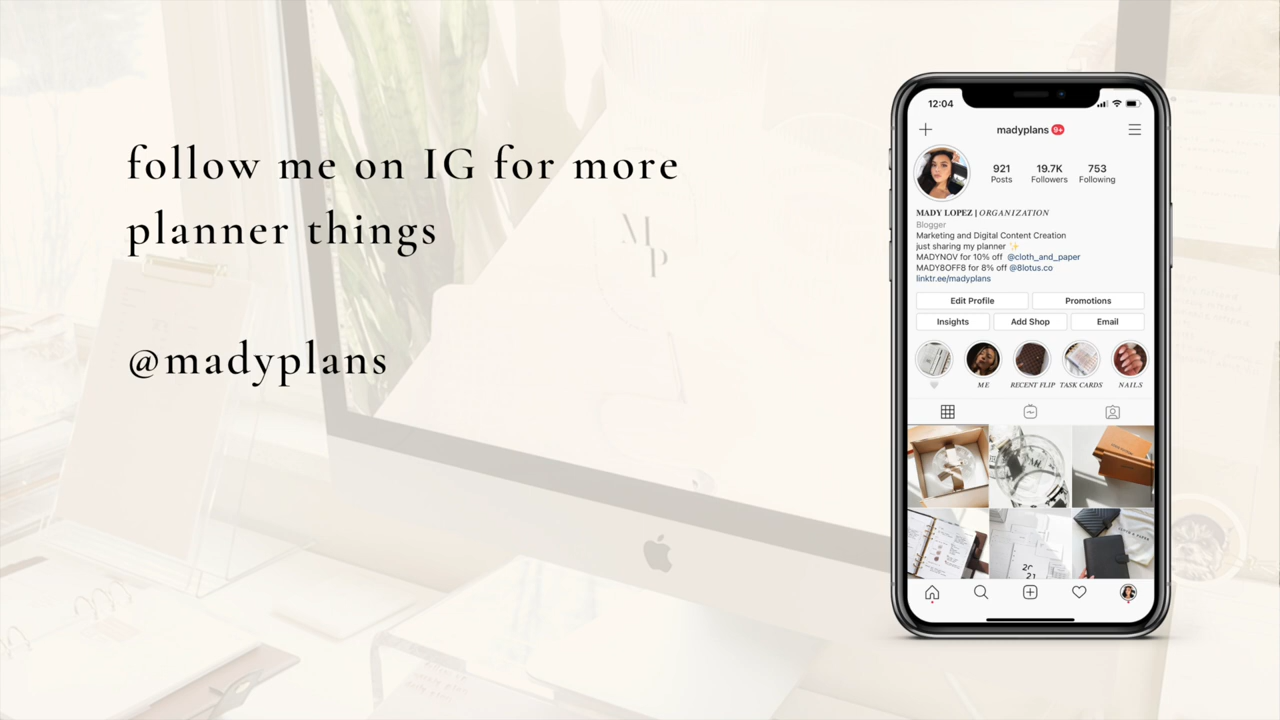 follow me on IG for more
planner things
@madyplans
12:04
madyplans 9+
921 19.7K 753
Posts Followers Following
MADY LOPEZ | ORGANIZATION
Blogger
Marketing and Digital Content Creation
just sharing my planner ✨
MADYNOV for 10% off @cloth_and_paper
MADY8OFF8 for 8% off @8lotus.co
linktr.ee/madyplans
Edit Profile Promotions
Insights Add Shop Email
ME RECENT FLIP TASK CARDS NAILS
20
21
M
P